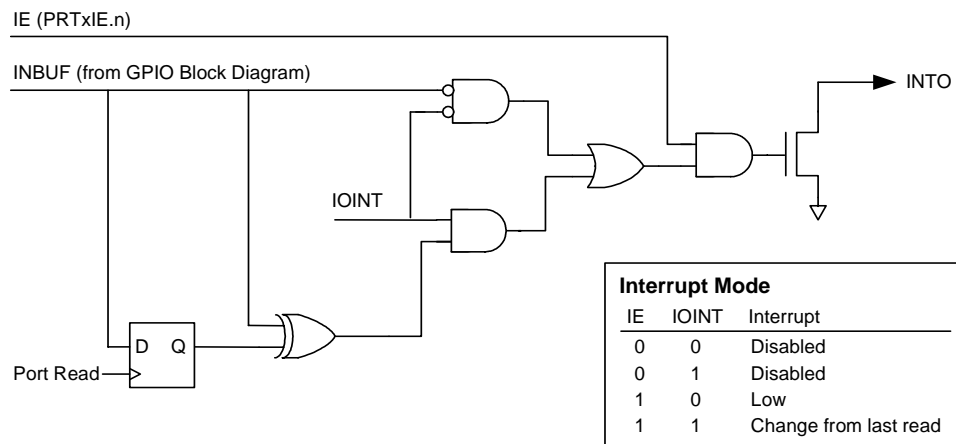 IE (PRTxIE.n)
INBUF (from GPIO Block Diagram)
INTO
IOINT
D Q
Port Read
Interrupt Mode
IE IOINT Interrupt
0 0 Disabled
0 1 Disabled
1 0 Low
1 1 Change from last read